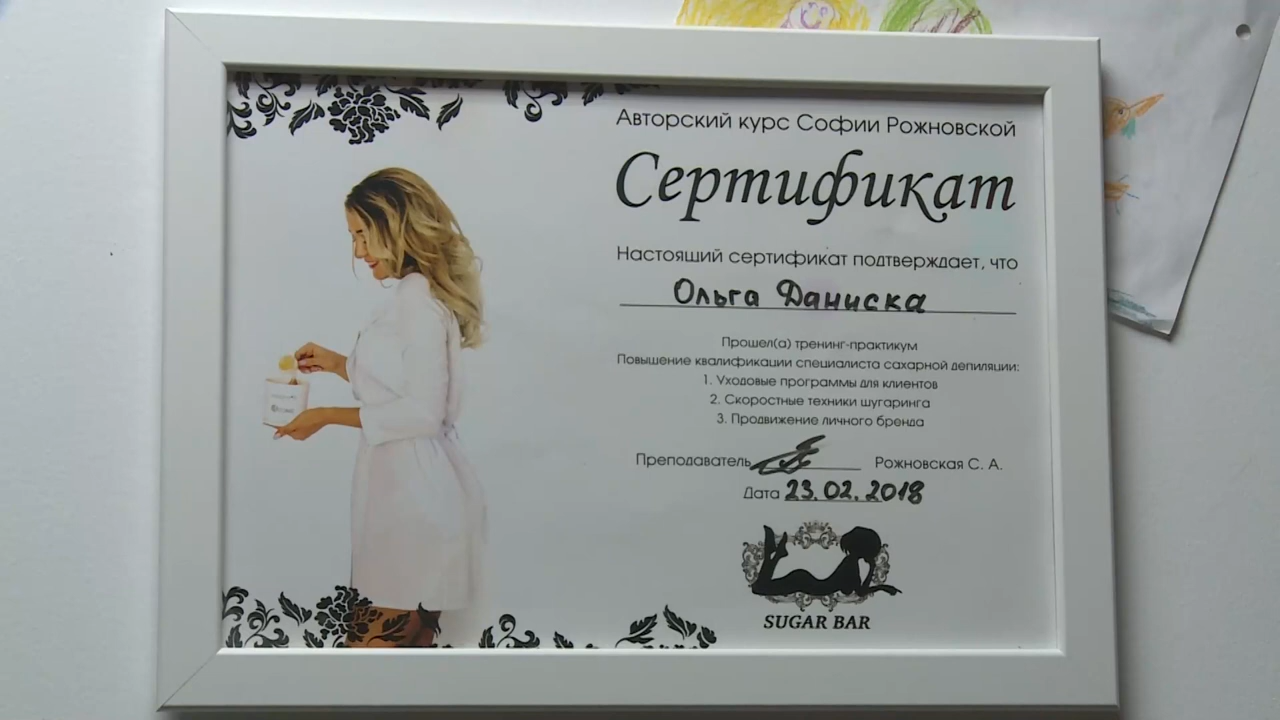 Авторский курс Софии Рожновской
Сертификат
Настоящий сертификат подтверждает, что
Ольга Даниска
Прошел(а) тренинг-практикум
Повышение квалификации специалиста сахарной депиляции:
1. Уходовые программы для клиентов
2. Скоростные техники шугаринга
3. Продвижение личного бренда
Преподаватель Рожновская С. А.
Дата 23.02.2018
SUGAR BAR